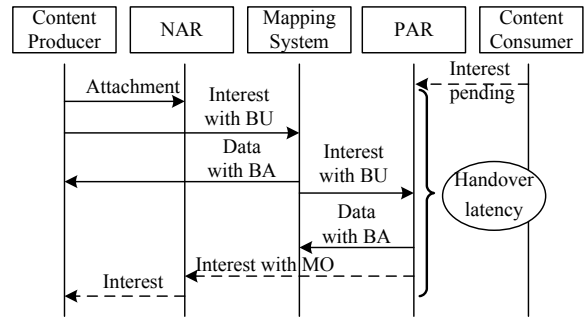 Content
Producer
NAR
Mapping
System
PAR
Content
Consumer
Interest
pending
Attachment
Interest
with BU
Data
with BA
Interest
with BU
Handover
latency
Data
with BA
Interest with MO
Interest